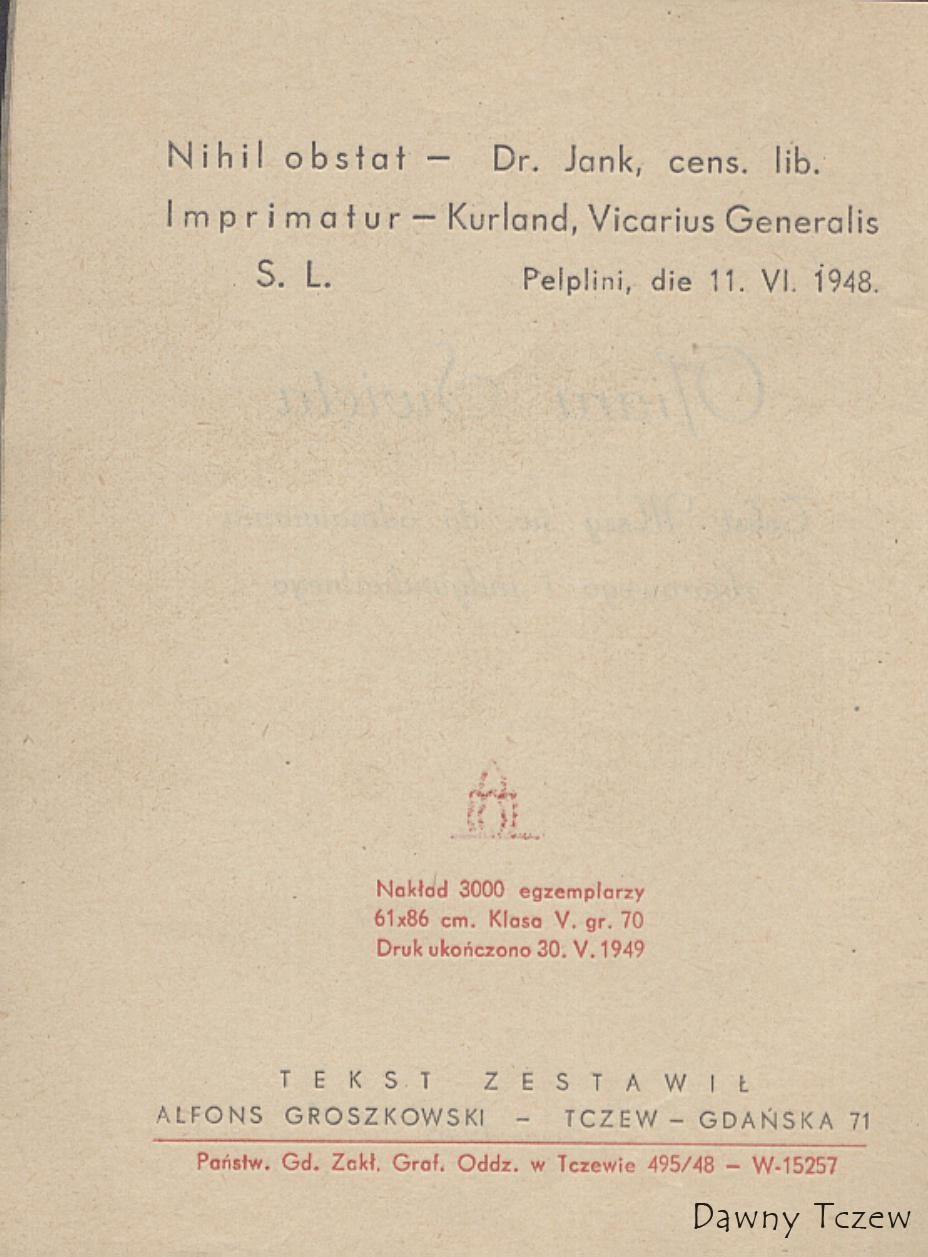 Nihil obstat — Dr. Jank, cens. lib.
Imprimatur — Kurland, Vicarius Generalis
S. L. Pelplini, die 11. VI. 1948.
Nakład 3000 egzemplarzy
61x86 cm. Klasa V. gr. 70
Druk ukończono 30. V. 1949
TEKST ZESTAWIŁ
ALFONS GROSZKOWSKI — TCZEW — GDAŃSKA 71
Państw. Gd. Zakł. Graf. Oddz. w Tczewie 495/48 — W-15257
Dawny Tczew